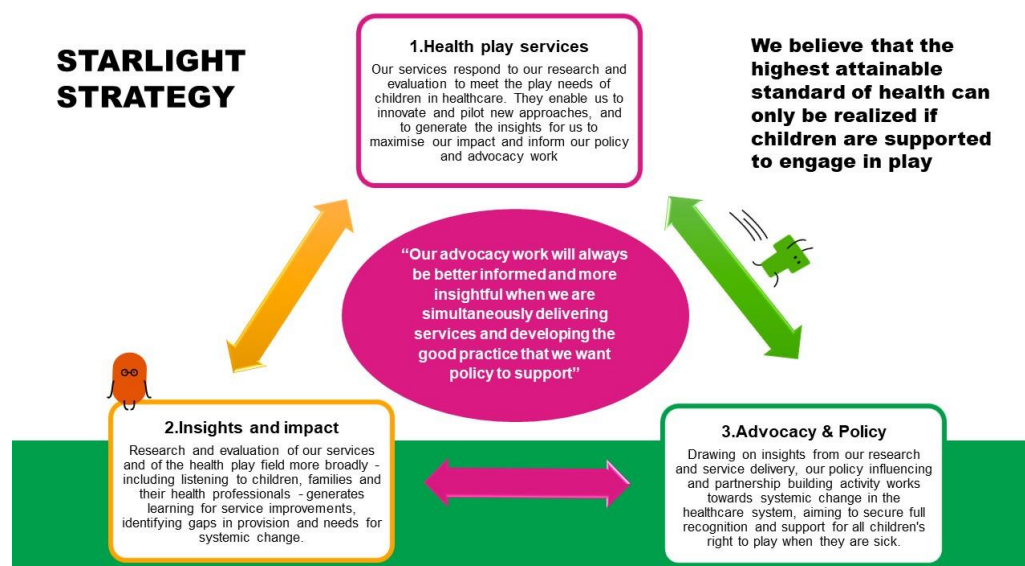 STARLIGHT
STRATEGY
1.Health play services
Our services respond to our research and
evaluation to meet the play needs of
children in healthcare. They enable us to
innovate and pilot new approaches, and
to generate the insights for us to
maximise our impact and inform our policy
and advocacy work
We believe that the
highest attainable
standard of health can
only be realized if
children are supported
to engage in play
“Our advocacy work will always
be better informed and more
insightful when we are
simultaneously delivering
services and developing the
good practice that we want
policy to support”
2.Insights and impact
Research and evaluation of our services
and of the health play field more broadly -
including listening to children, families and
their health professionals - generates
learning for service improvements,
identifying gaps in provision and needs for
systemic change.
3.Advocacy & Policy
Drawing on insights from our research
and service delivery, our policy influencing
and partnership building activity works
towards systemic change in the
healthcare system, aiming to secure full
recognition and support for all children's
right to play when they are sick.